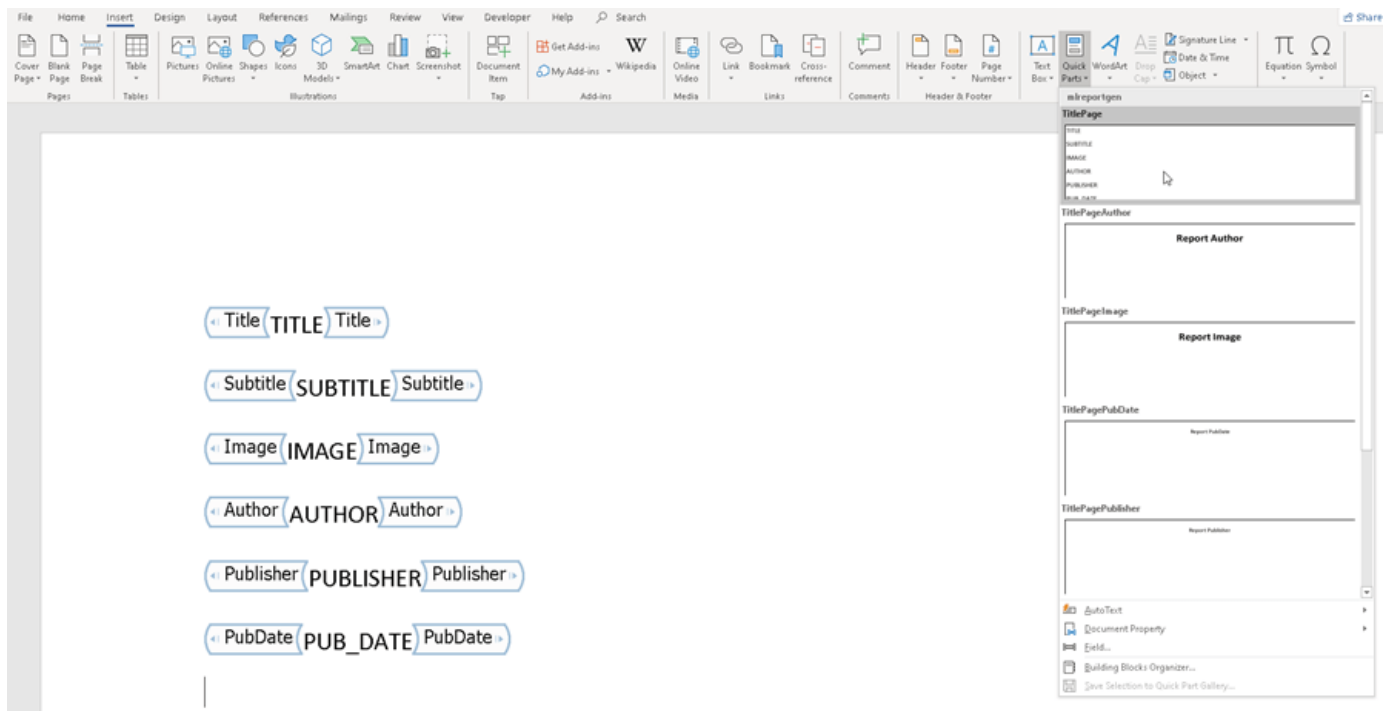 File Home Insert Design Layout References Mailings Review View Developer Help Search Share
Cover Page Blank Page Page Break Table Pictures Online Pictures Shapes Icons 3D Models SmartArt Chart Screenshot Document Item Get Add-ins My Add-ins Wikipedia Online Video Link Bookmark Cross-reference Comment Header Footer Page Number Text Box Quick Parts WordArt Drop Cap Signature Line Date & Time Object Equation Symbol
Pages Tables Illustrations Tap Add-ins Media Links Comments Header & Footer
mlreportgen
TitlePage
TITLE
SUBTITLE
IMAGE
AUTHOR
PUBLISHER
PUB_DATE
TitlePageAuthor
Report Author
TitlePageImage
Report Image
TitlePagePubDate
Report PubDate
TitlePagePublisher
Report Publisher
AutoText
Document Property
Field...
Building Blocks Organizer...
Save Selection to Quick Part Gallery...
Title TITLE Title
Subtitle SUBTITLE Subtitle
Image IMAGE Image
Author AUTHOR Author
Publisher PUBLISHER Publisher
PubDate PUB_DATE PubDate